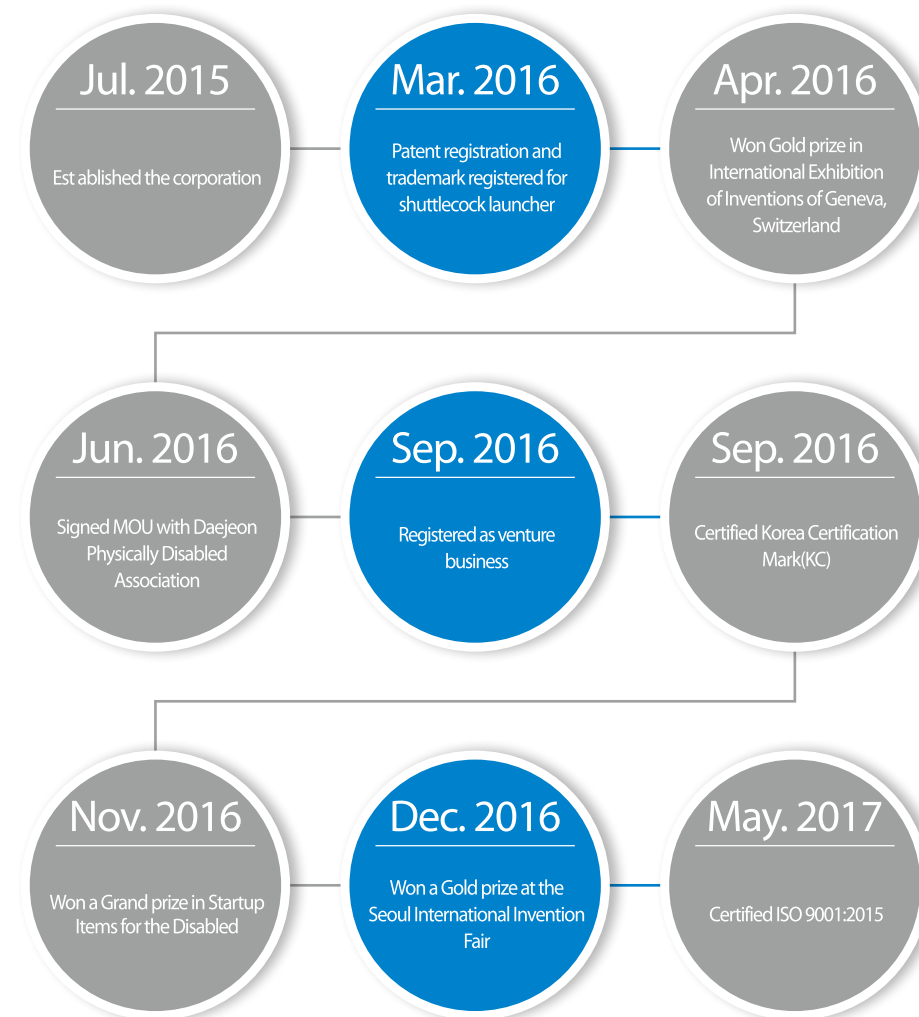 Jul. 2015
Est ablished the corporation
Mar. 2016
Patent registration and
trademark registered for
shuttlecock launcher
Apr. 2016
Won Gold prize in
International Exhibition
of Inventions of Geneva,
Switzerland
Jun. 2016
Signed MOU with Daejeon
Physically Disabled
Association
Sep. 2016
Registered as venture
business
Sep. 2016
Certified Korea Certification
Mark(KC)
Nov. 2016
Won a Grand prize in Startup
Items for the Disabled
Dec. 2016
Won a Gold prize at the
Seoul International Invention
Fair
May. 2017
Certified ISO 9001:2015